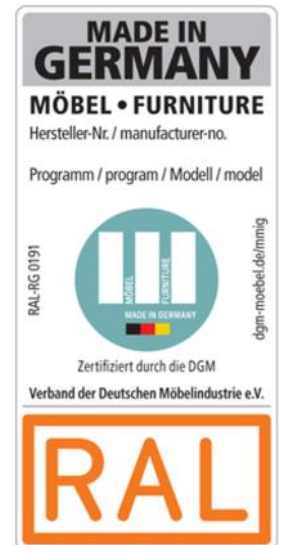 MADE IN
GERMANY
MÖBEL • FURNITURE
Hersteller-Nr. / manufacturer-no.
Programm / program / Modell / model
RAL-RG 0191
MÖBEL
FURNITURE
MADE IN GERMANY
dgm-moebel.de/mmig
Zertifiziert durch die DGM
Verband der Deutschen Möbelindustrie e.V.
RAL